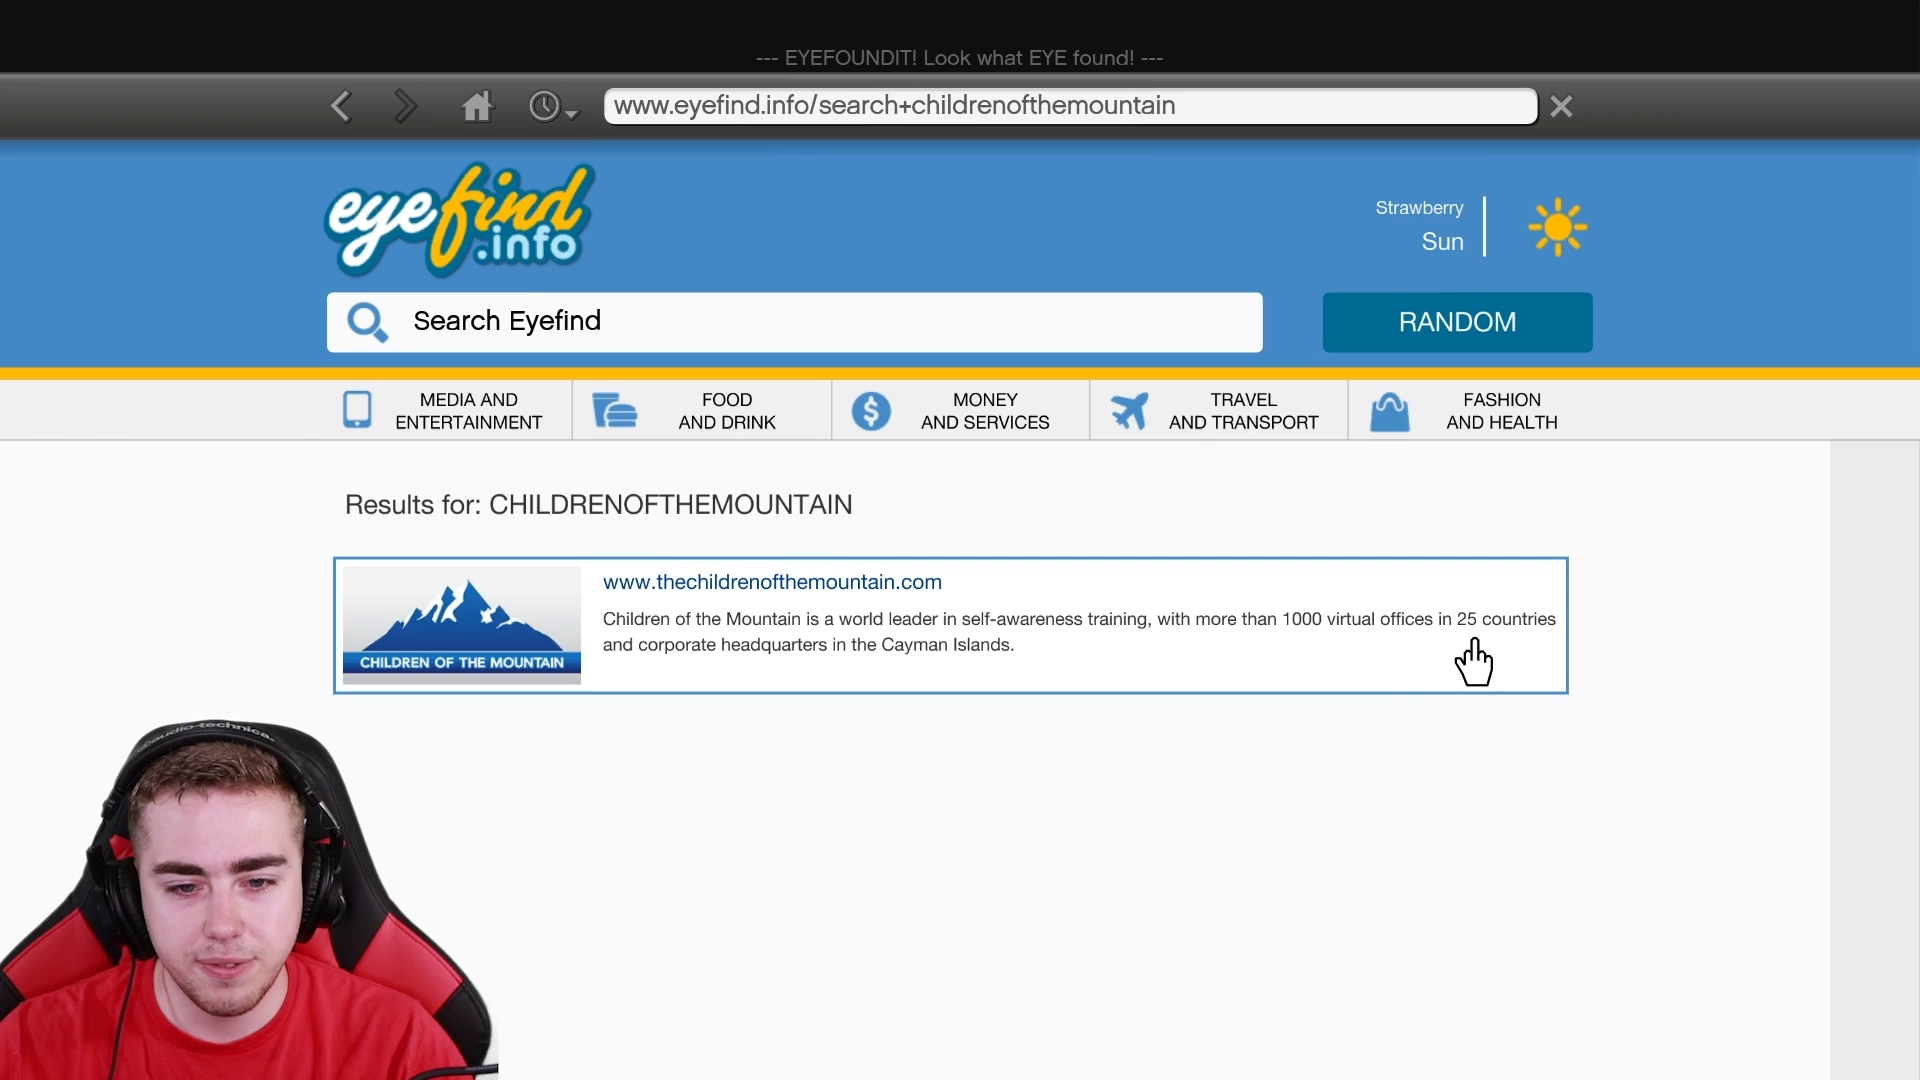 --- EYEFOUNDIT! Look what EYE found! ---
www.eyefind.info/search+childrenofthemountain
eyefind
.info
Strawberry
Sun
Search Eyefind
RANDOM
MEDIA AND
ENTERTAINMENT
FOOD
AND DRINK
MONEY
AND SERVICES
TRAVEL
AND TRANSPORT
FASHION
AND HEALTH
Results for: CHILDRENOFTHEMOUNTAIN
CHILDREN OF THE MOUNTAIN
www.thechildrenofthemountain.com
Children of the Mountain is a world leader in self-awareness training, with more than 1000 virtual offices in 25 countries
and corporate headquarters in the Cayman Islands.
audio-technica